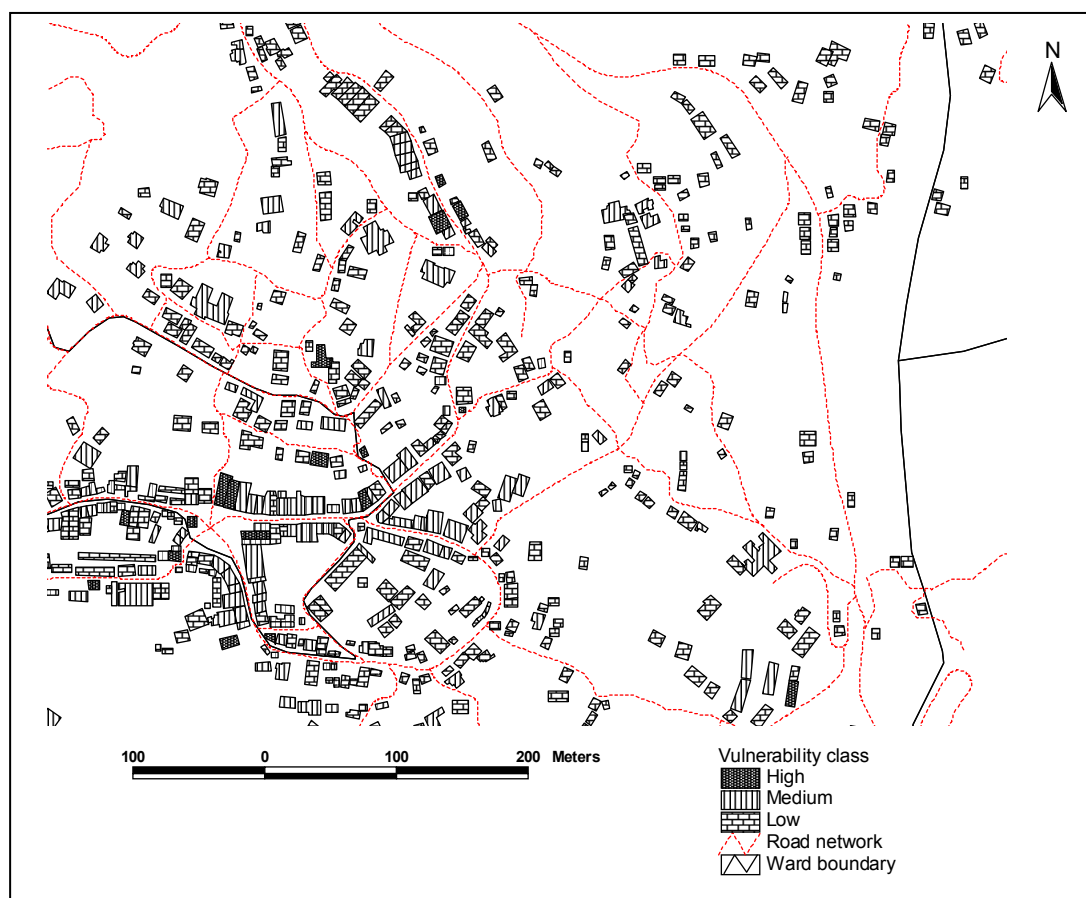 N
100 0 100 200 Meters
Vulnerability class
High
Medium
Low
Road network
Ward boundary